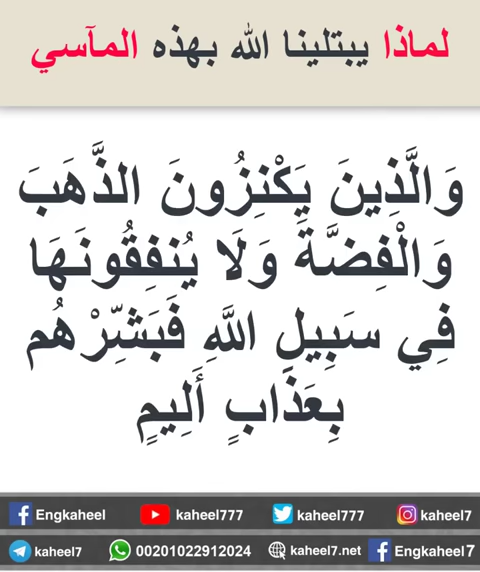 لماذا يبتلينا الله بهذه المآسي
وَالَّذِينَ يَكْنِزُونَ الذَّهَبَ
وَالْفِضَّةَ وَلَا يُنفِقُونَهَا
فِي سَبِيلِ اللَّهِ فَبَشِّرْهُم
بِعَذَابٍ أَلِيمٍ
Engkaheel kaheel777 kaheel777 kaheel7
kaheel7 00201022912024 kaheel7.net Engkaheel7